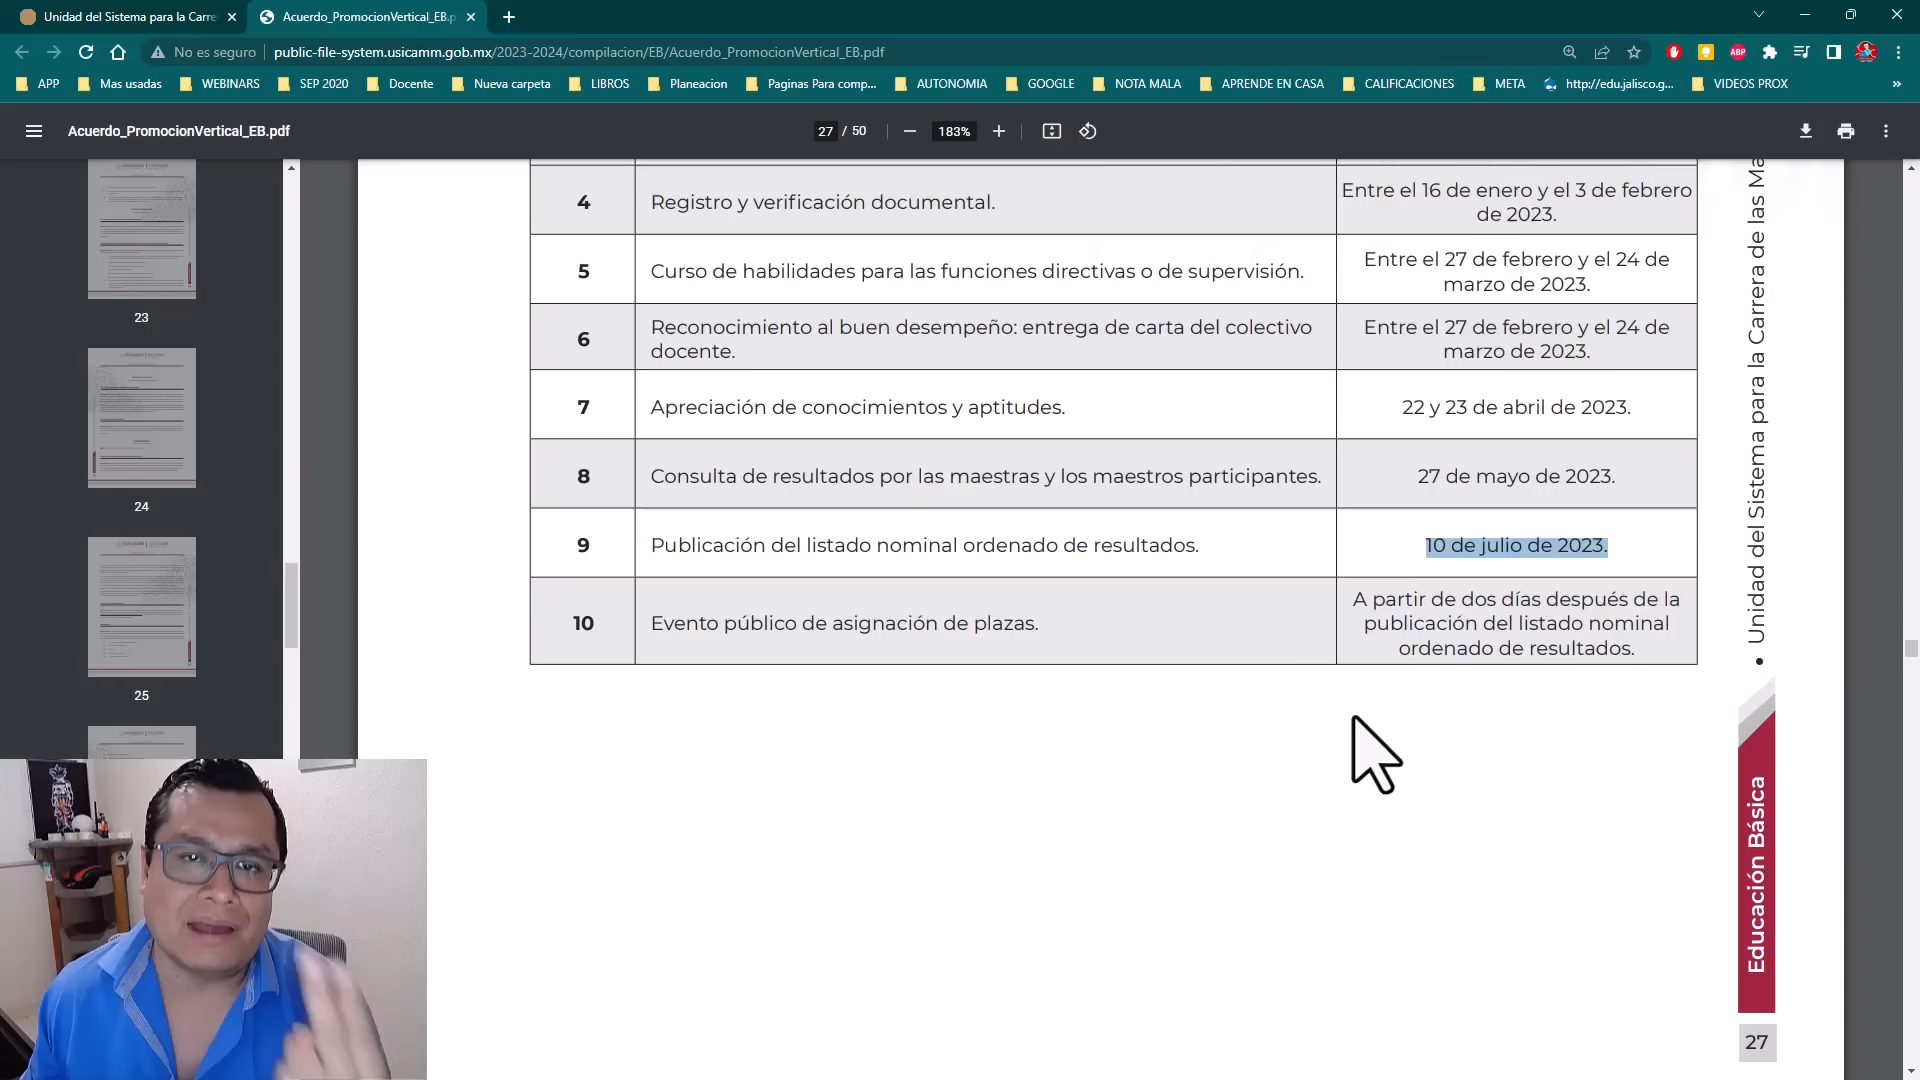 Unidad del Sistema para la Carre
Acuerdo_PromocionVertical_EB.p
No es seguro
public-file-system.usicamm.gob.mx/2023-2024/compilacion/EB/Acuerdo_PromocionVertical_EB.pdf
APP
Mas usadas
WEBINARS
SEP 2020
Docente
Nueva carpeta
LIBROS
Planeacion
Paginas Para comp...
AUTONOMIA
GOOGLE
NOTA MALA
APRENDE EN CASA
CALIFICACIONES
META
http://edu.jalisco.g...
VIDEOS PROX
»
Acuerdo_PromocionVertical_EB.pdf
27 / 50
183%
23
24
25
4
Registro y verificación documental.
Entre el 16 de enero y el 3 de febrero
de 2023.
5
Curso de habilidades para las funciones directivas o de supervisión.
Entre el 27 de febrero y el 24 de
marzo de 2023.
6
Reconocimiento al buen desempeño: entrega de carta del colectivo
docente.
Entre el 27 de febrero y el 24 de
marzo de 2023.
7
Apreciación de conocimientos y aptitudes.
22 y 23 de abril de 2023.
8
Consulta de resultados por las maestras y los maestros participantes.
27 de mayo de 2023.
9
Publicación del listado nominal ordenado de resultados.
10 de julio de 2023.
10
Evento público de asignación de plazas.
A partir de dos días después de la
publicación del listado nominal
ordenado de resultados.
• Unidad del Sistema para la Carrera de las Ma
Educación Básica
27
ABP